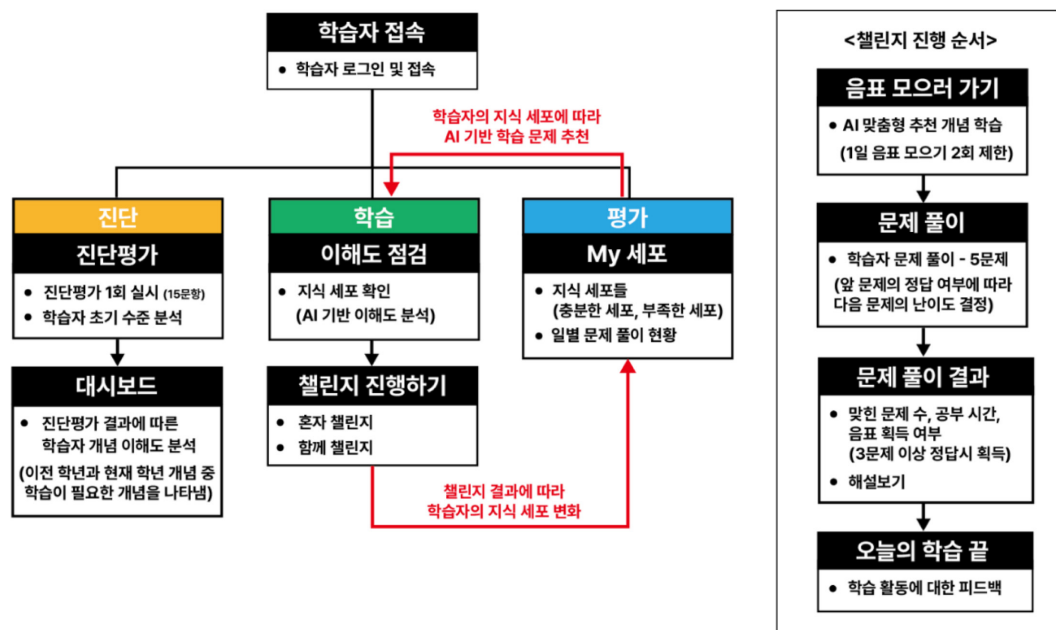 학습자 접속
• 학습자 로그인 및 접속
학습자의 지식 세포에 따라
AI 기반 학습 문제 추천
진단
진단평가
• 진단평가 1회 실시 (15문항)
• 학습자 초기 수준 분석
대시보드
• 진단평가 결과에 따른
학습자 개념 이해도 분석
(이전 학년과 현재 학년 개념 중
학습이 필요한 개념을 나타냄)
학습
이해도 점검
• 지식 세포 확인
(AI 기반 이해도 분석)
챌린지 진행하기
• 혼자 챌린지
• 함께 챌린지
평가
My 세포
• 지식 세포들
(충분한 세포, 부족한 세포)
• 일별 문제 풀이 현황
챌린지 결과에 따라
학습자의 지식 세포 변화
<챌린지 진행 순서>
음표 모으러 가기
• AI 맞춤형 추천 개념 학습
(1일 음표 모으기 2회 제한)
문제 풀이
• 학습자 문제 풀이 - 5문제
(앞 문제의 정답 여부에 따라
다음 문제의 난이도 결정)
문제 풀이 결과
• 맞힌 문제 수, 공부 시간,
음표 획득 여부
(3문제 이상 정답시 획득)
• 해설보기
오늘의 학습 끝
• 학습 활동에 대한 피드백